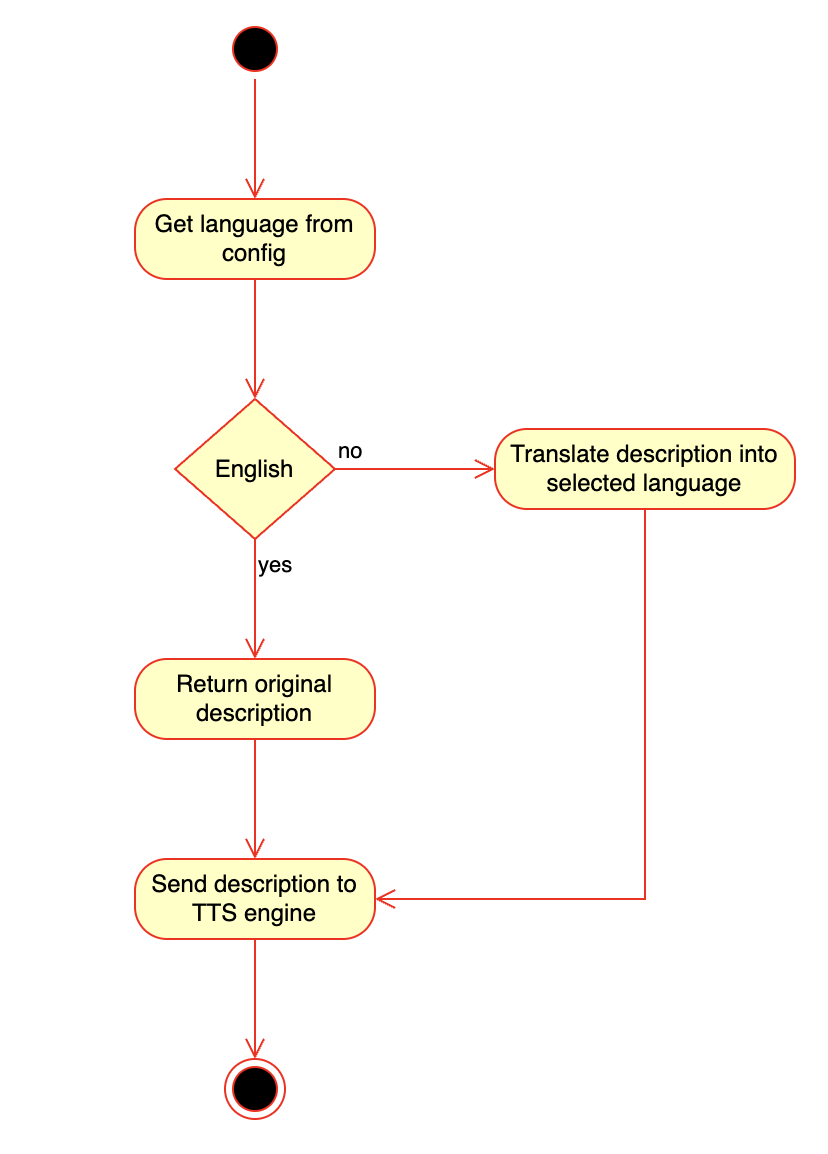 Get language from
config
English
no
Translate description into
selected language
yes
Return original
description
Send description to
TTS engine